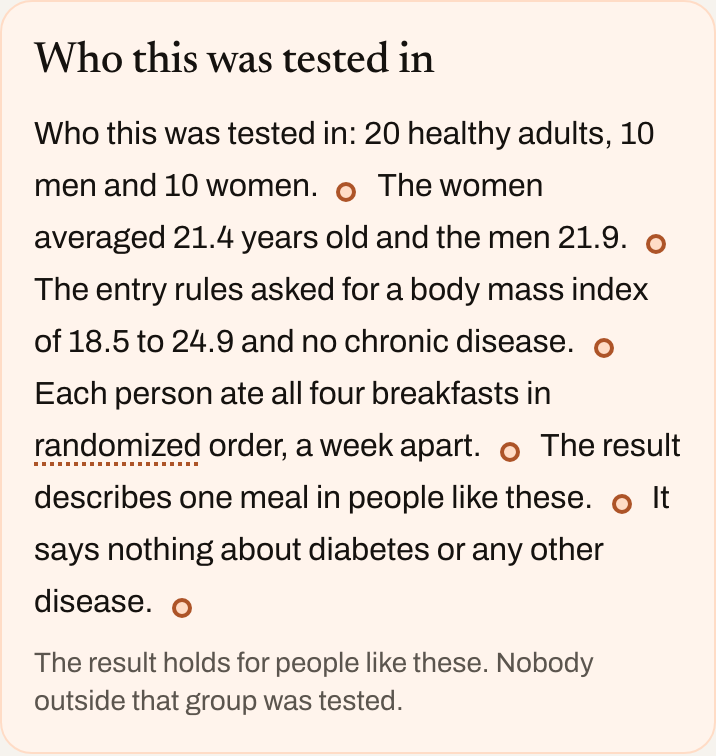 Who this was tested in
Who this was tested in: 20 healthy adults, 10
men and 10 women. The women
averaged 21.4 years old and the men 21.9.
The entry rules asked for a body mass index
of 18.5 to 24.9 and no chronic disease.
Each person ate all four breakfasts in
randomized order, a week apart. The result
describes one meal in people like these. It
says nothing about diabetes or any other
disease.
The result holds for people like these. Nobody
outside that group was tested.